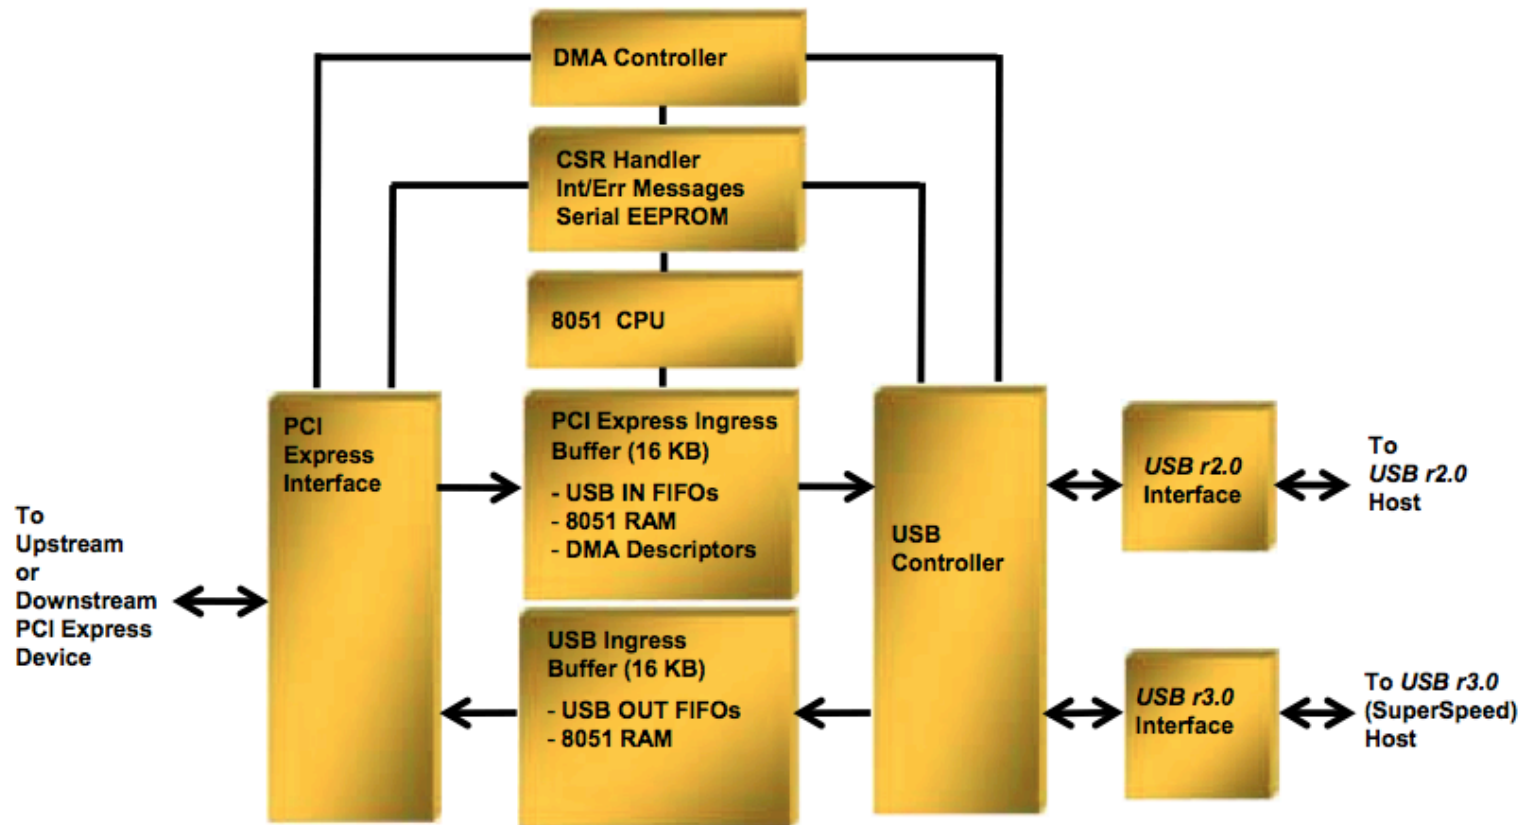 DMA Controller
CSR Handler
Int/Err Messages
Serial EEPROM
8051 CPU
PCI
Express
Interface
PCI Express Ingress
Buffer (16 KB)
- USB IN FIFOs
- 8051 RAM
- DMA Descriptors
USB Ingress
Buffer (16 KB)
- USB OUT FIFOs
- 8051 RAM
USB
Controller
USB r2.0
Interface
To
USB r2.0
Host
USB r3.0
Interface
To USB r3.0
(SuperSpeed)
Host
To
Upstream
or
Downstream
PCI Express
Device